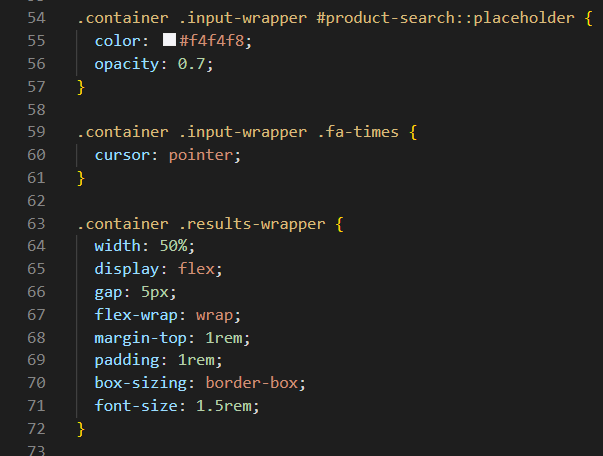 54 .container .input-wrapper #product-search::placeholder {
55 color: #f4f4f8;
56 opacity: 0.7;
57 }
58
59 .container .input-wrapper .fa-times {
60 cursor: pointer;
61 }
62
63 .container .results-wrapper {
64 width: 50%;
65 display: flex;
66 gap: 5px;
67 flex-wrap: wrap;
68 margin-top: 1rem;
69 padding: 1rem;
70 box-sizing: border-box;
71 font-size: 1.5rem;
72 }
73